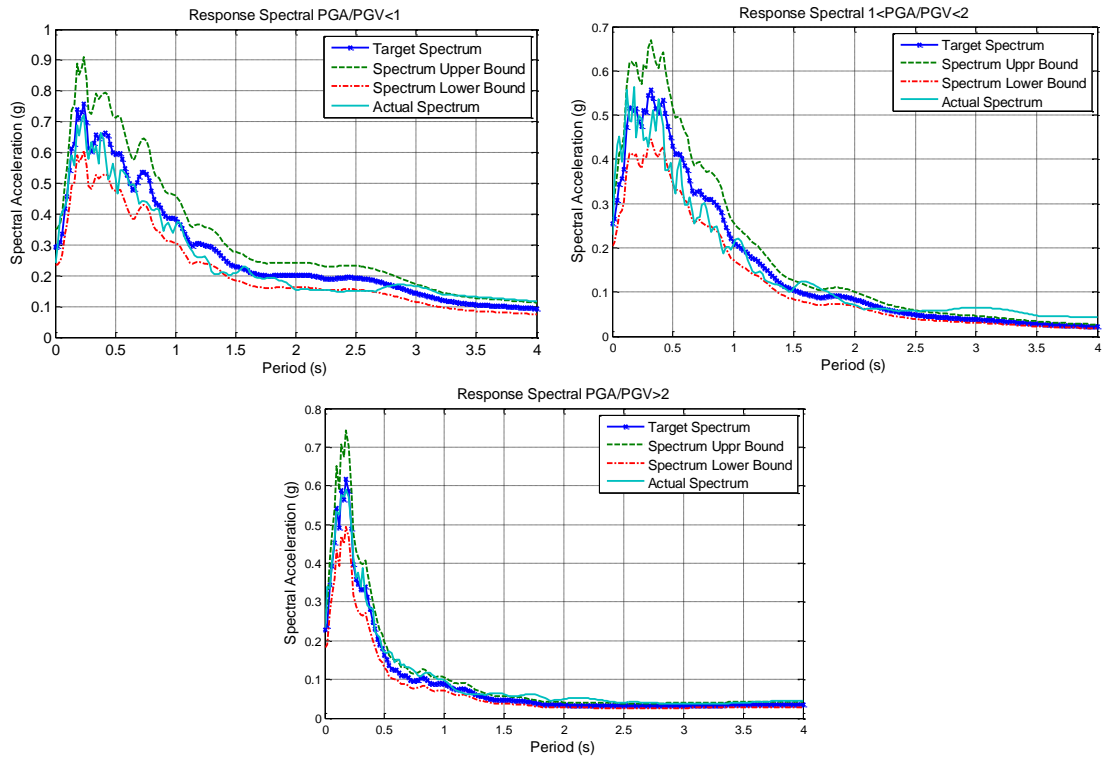 Response Spectral PGA/PGV<1
1
0.9
0.8
0.7
0.6
0.5
0.4
0.3
0.2
0.1
0
Spectral Acceleration (g)
0 0.5 1 1.5 2 2.5 3 3.5 4
Period (s)
Target Spectrum
Spectrum Upper Bound
Spectrum Lower Bound
Actual Spectrum
Response Spectral 1<PGA/PGV<2
0.7
0.6
0.5
0.4
0.3
0.2
0.1
0
Spectral Acceleration (g)
0 0.5 1 1.5 2 2.5 3 3.5 4
Period (s)
Target Spectrum
Spectrum Uppr Bound
Spectrum Lower Bound
Actual Spectrum
Response Spectral PGA/PGV>2
0.8
0.7
0.6
0.5
0.4
0.3
0.2
0.1
0
Spectral Acceleration (g)
0 0.5 1 1.5 2 2.5 3 3.5 4
Period (s)
Target Spectrum
Spectrum Uppr Bound
Spectrum Lower Bound
Actual Spectrum